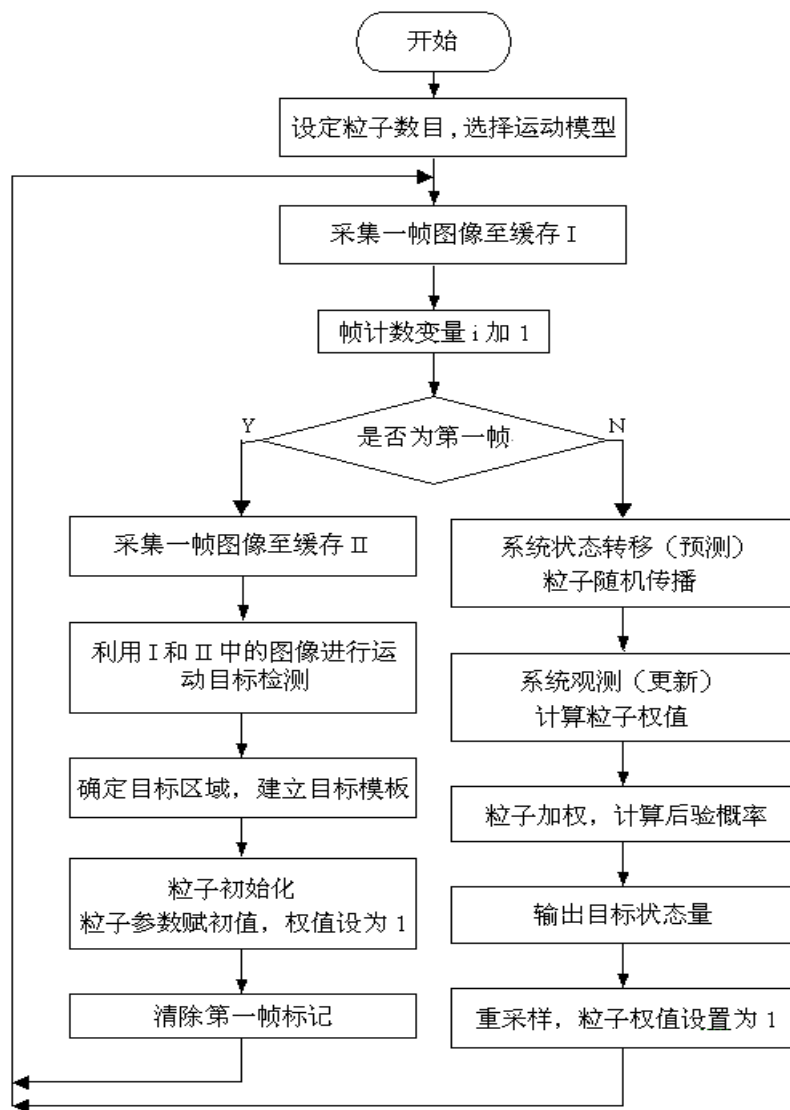 开始
设定粒子数目,选择运动模型
采集一帧图像至缓存 I
帧计数变量 i 加 1
是否为第一帧
Y
N
采集一帧图像至缓存 II
利用 I 和 II 中的图像进行运
动目标检测
确定目标区域，建立目标模板
粒子初始化
粒子参数赋初值，权值设为 1
清除第一帧标记
系统状态转移（预测）
粒子随机传播
系统观测（更新）
计算粒子权值
粒子加权，计算后验概率
输出目标状态量
重采样，粒子权值设置为 1